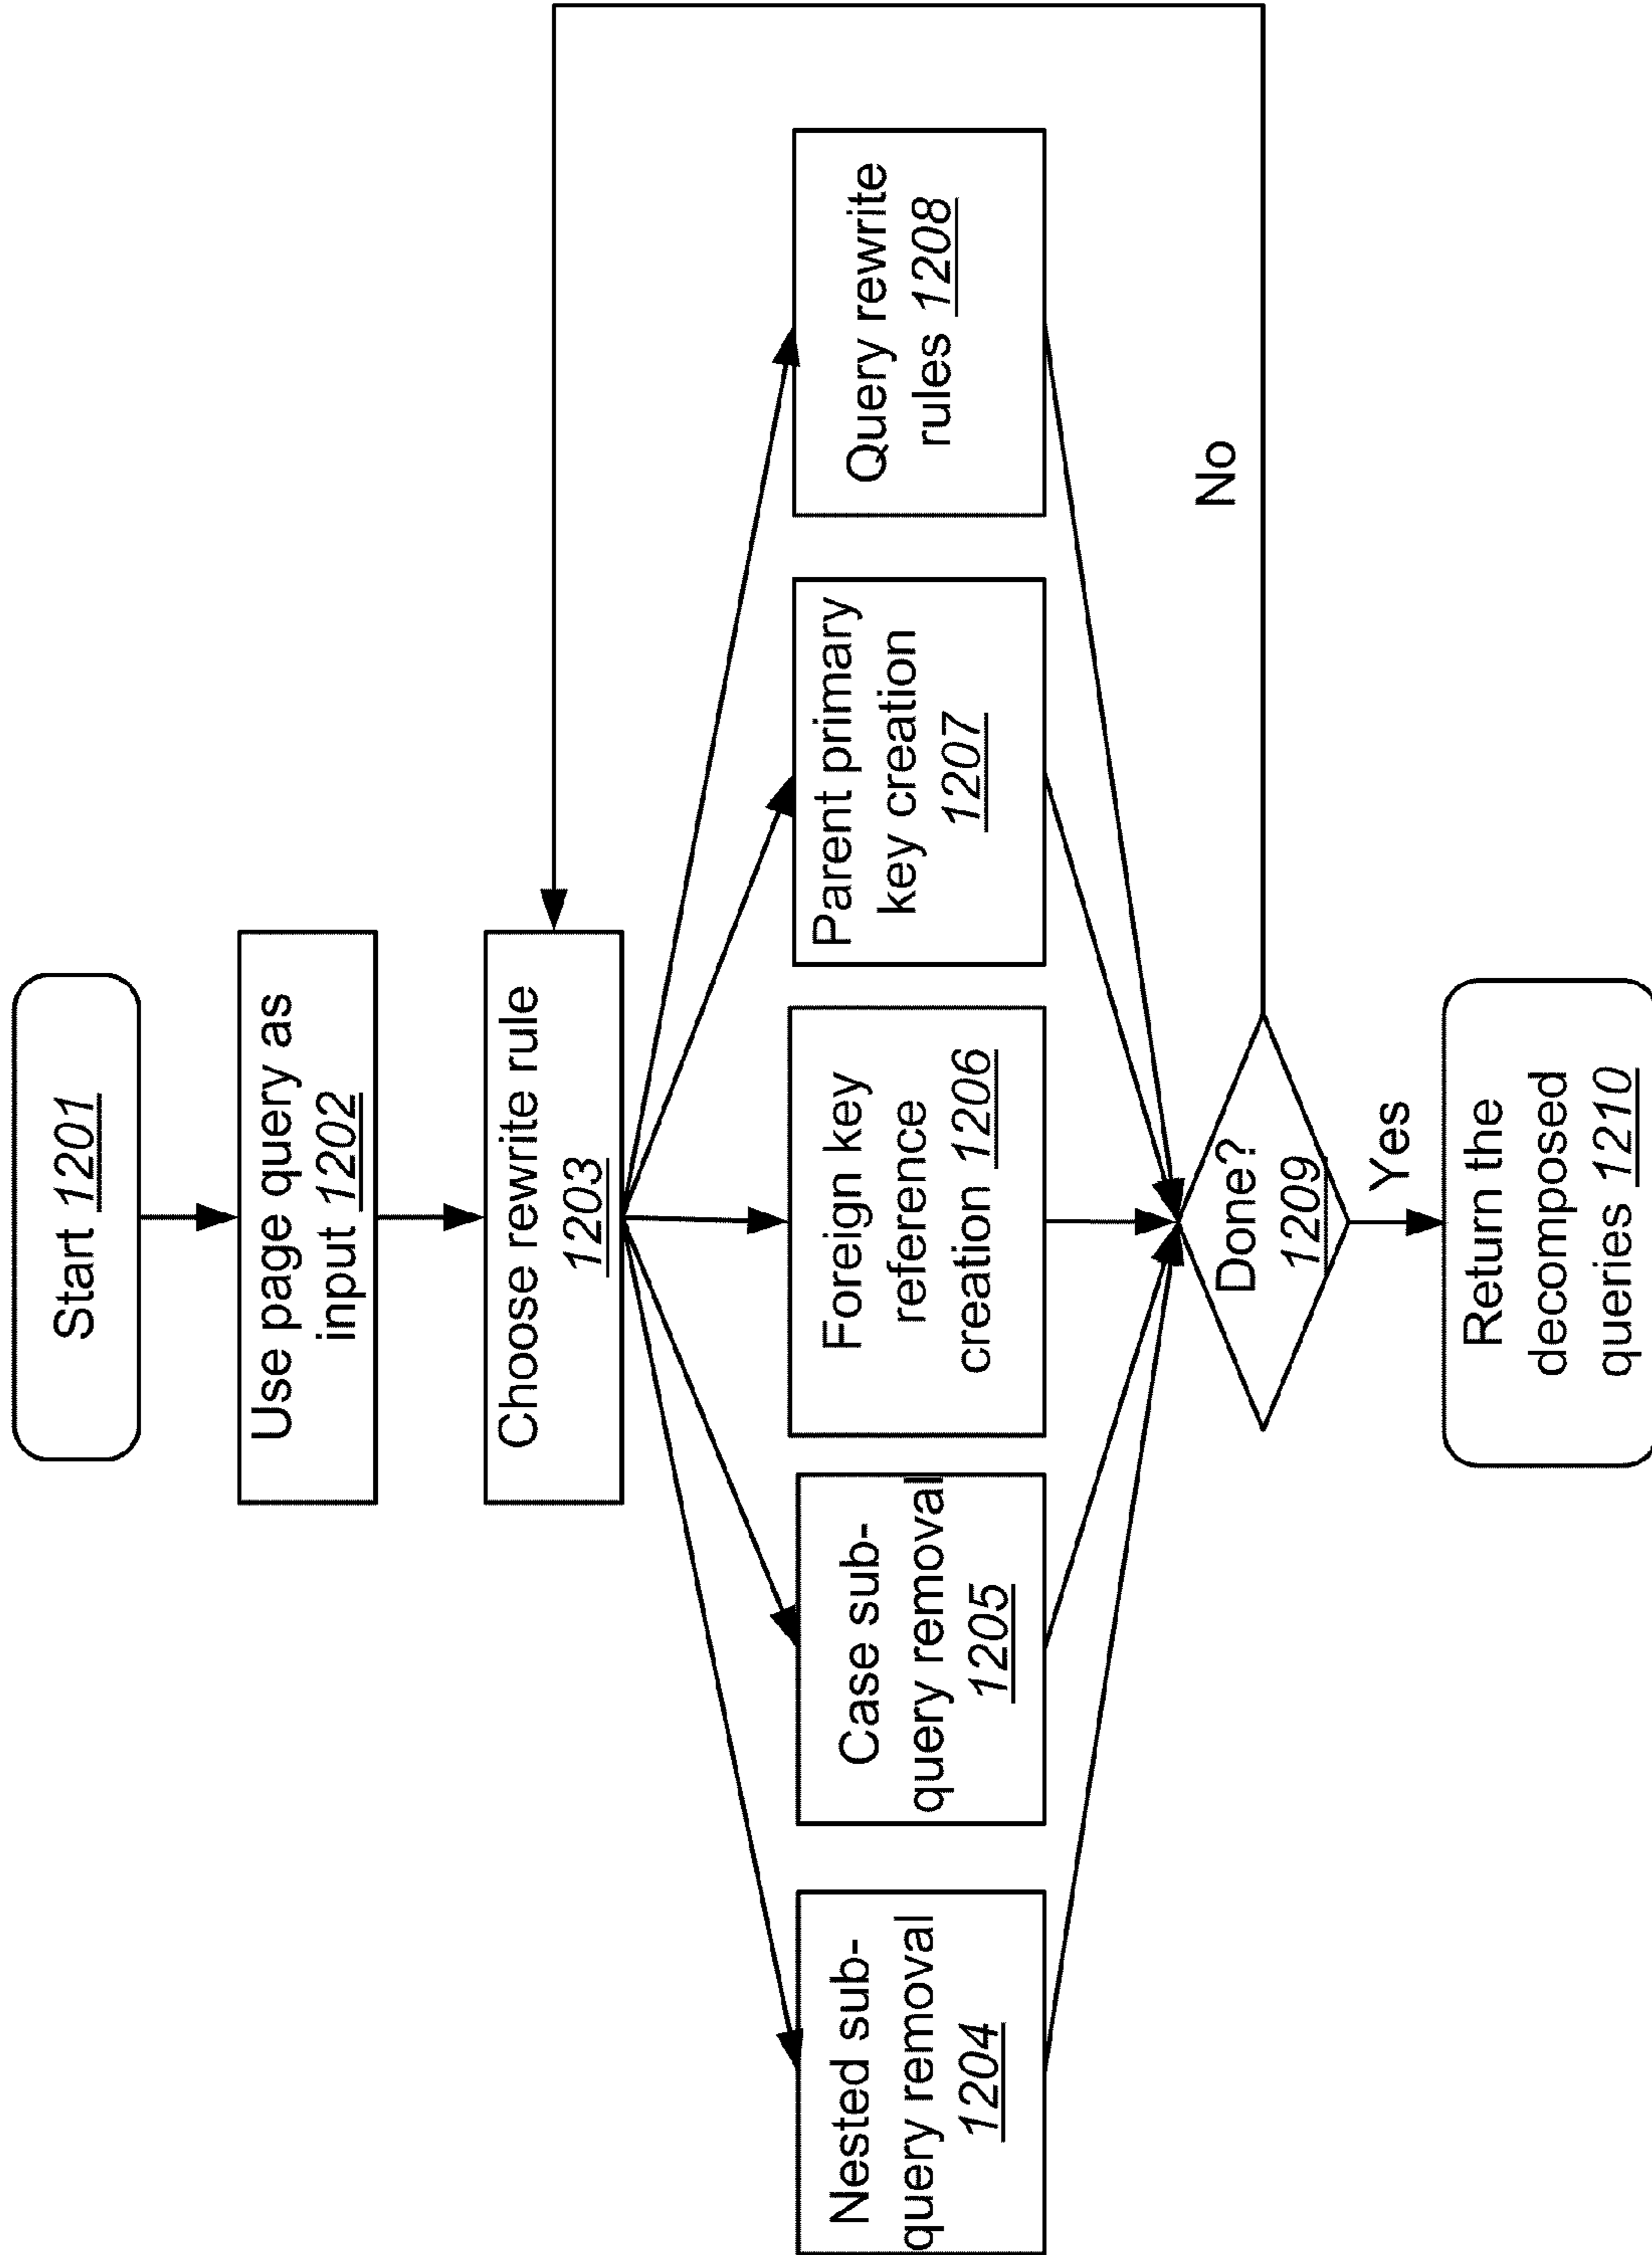 Start 1201
Use page query as
input 1202
Choose rewrite rule
1203
Nested sub-
query removal
1204
Case sub-
query removal
1205
Foreign key
reference
creation 1206
Parent primary
key creation
1207
Query rewrite
rules 1208
Done?
1209
No
Yes
Return the
decomposed
queries 1210